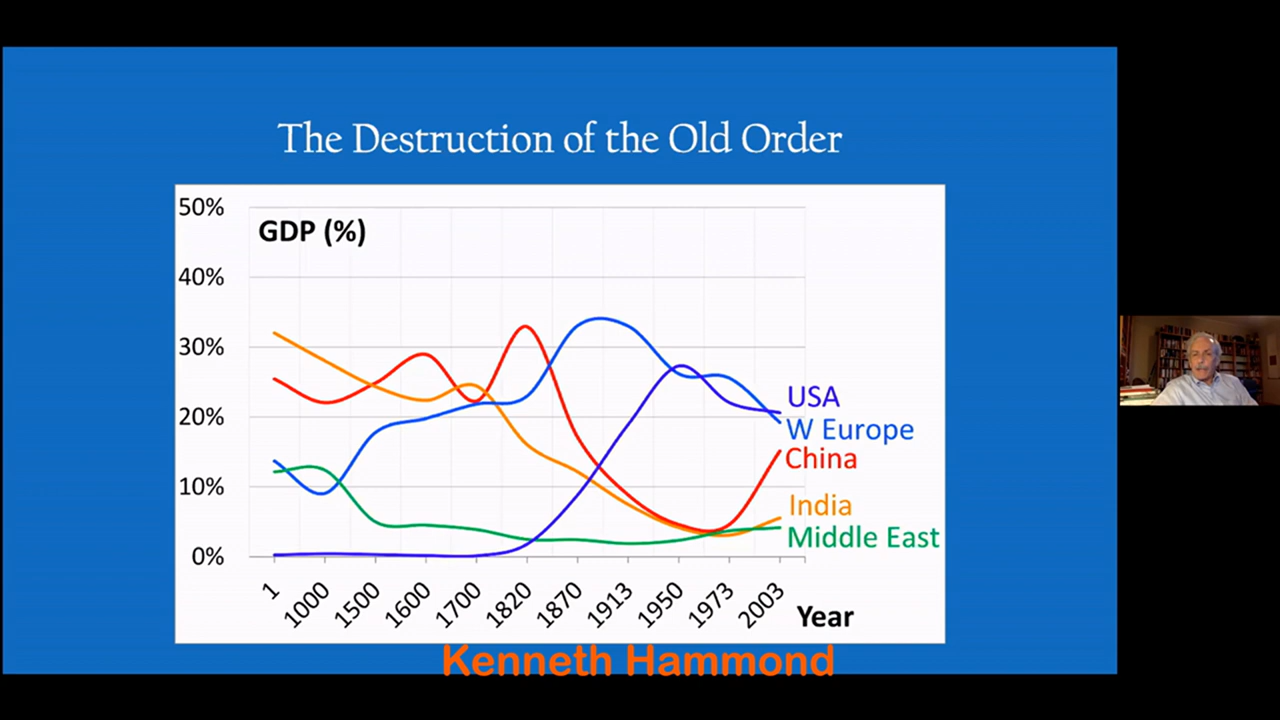 The Destruction of the Old Order
50%
GDP (%)
40%
30%
20%
10%
0%
USA
W Europe
China
India
Middle East
1
1000
1500
1600
1700
1820
1870
1913
1950
1973
2003
Year
Kenneth Hammond